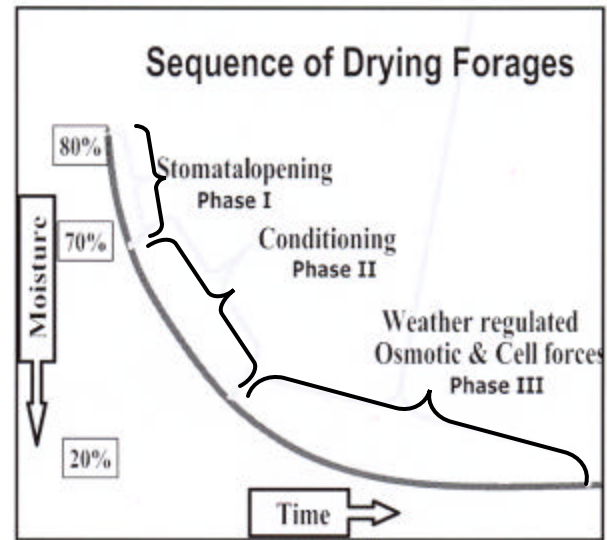 Sequence of Drying Forages
80%
Stomatalopening
Phase I
70%
Conditioning
Phase II
Moisture
Weather regulated
Osmotic & Cell forces
Phase III
20%
Time